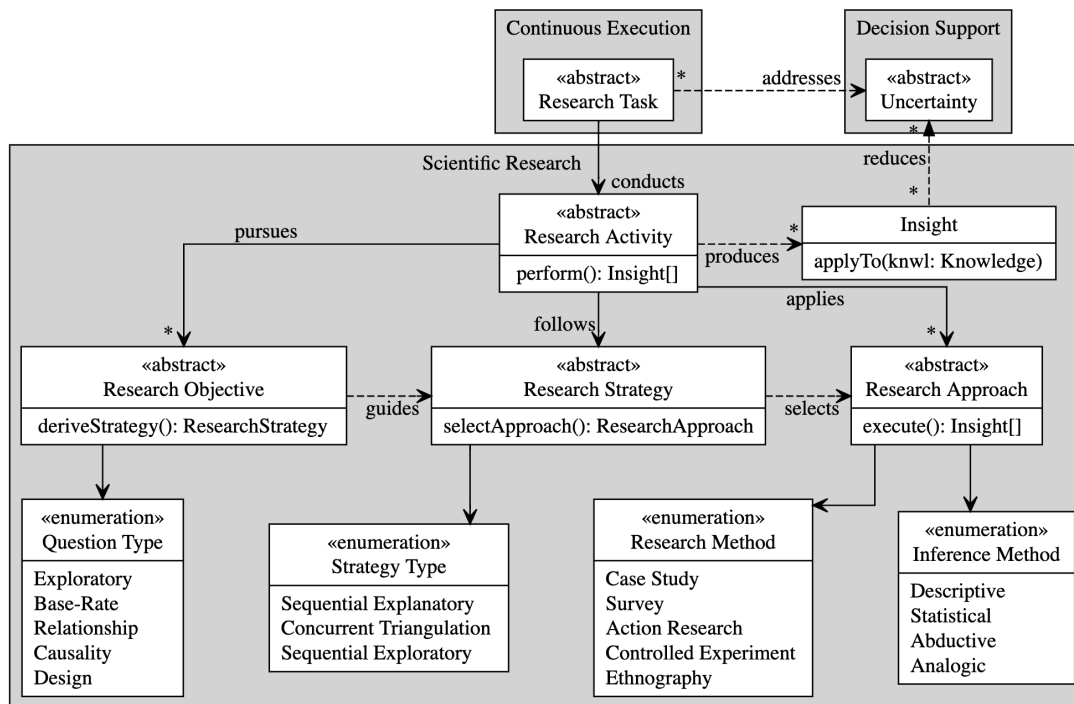 Continuous Execution
Decision Support
«abstract»
Research Task
*
addresses
«abstract»
Uncertainty
*
reduces
*
Scientific Research
conducts
«abstract»
Research Activity
perform(): Insight[]
pursues
*
produces
*
Insight
applyTo(knwl: Knowledge)
follows
applies
*
«abstract»
Research Objective
deriveStrategy(): ResearchStrategy
guides
«abstract»
Research Strategy
selectApproach(): ResearchApproach
selects
«abstract»
Research Approach
execute(): Insight[]
«enumeration»
Question Type
Exploratory
Base-Rate
Relationship
Causality
Design
«enumeration»
Strategy Type
Sequential Explanatory
Concurrent Triangulation
Sequential Exploratory
«enumeration»
Research Method
Case Study
Survey
Action Research
Controlled Experiment
Ethnography
«enumeration»
Inference Method
Descriptive
Statistical
Abductive
Analogic